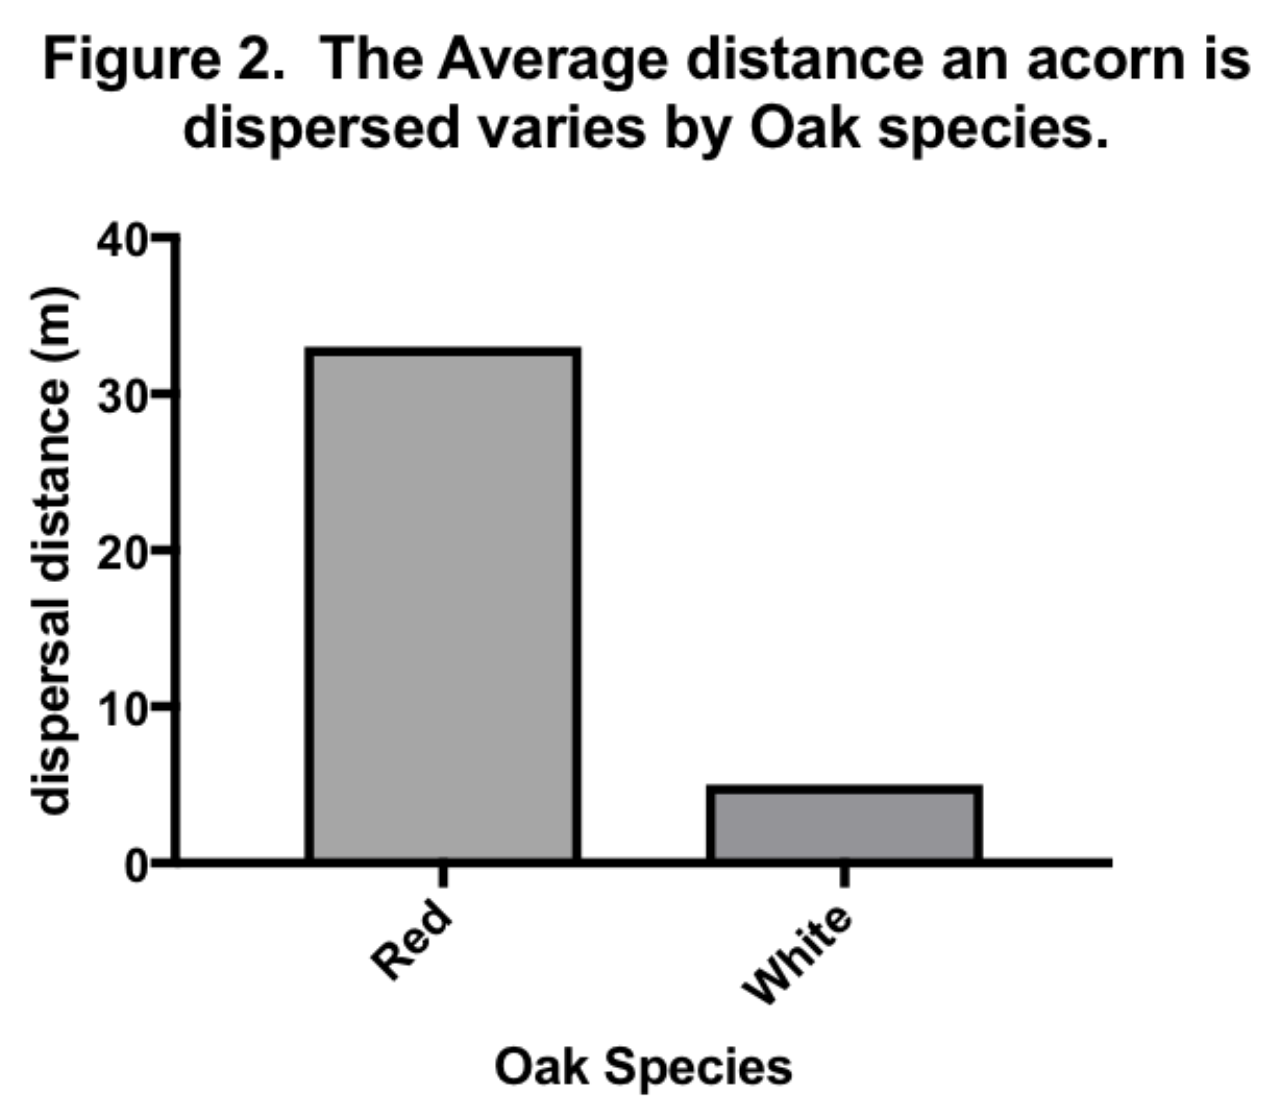 Figure 2.  The Average distance an acorn is
dispersed varies by Oak species.
dispersal distance (m)
40
30
20
10
0
Red
White
Oak Species